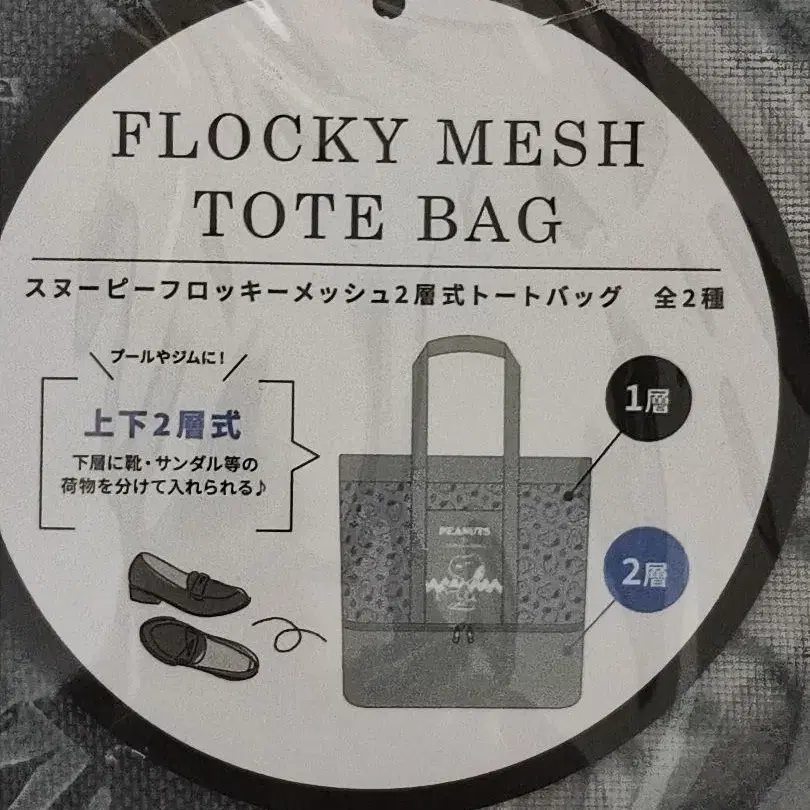 FLOCKY MESH
TOTE BAG
スヌーピーフロッキーメッシュ2層式トートバッグ　全2種
プールやジムに!
上下2層式
下層に靴・サンダル等の
荷物を分けて入れられる♪
1層
PEANUTS
2層